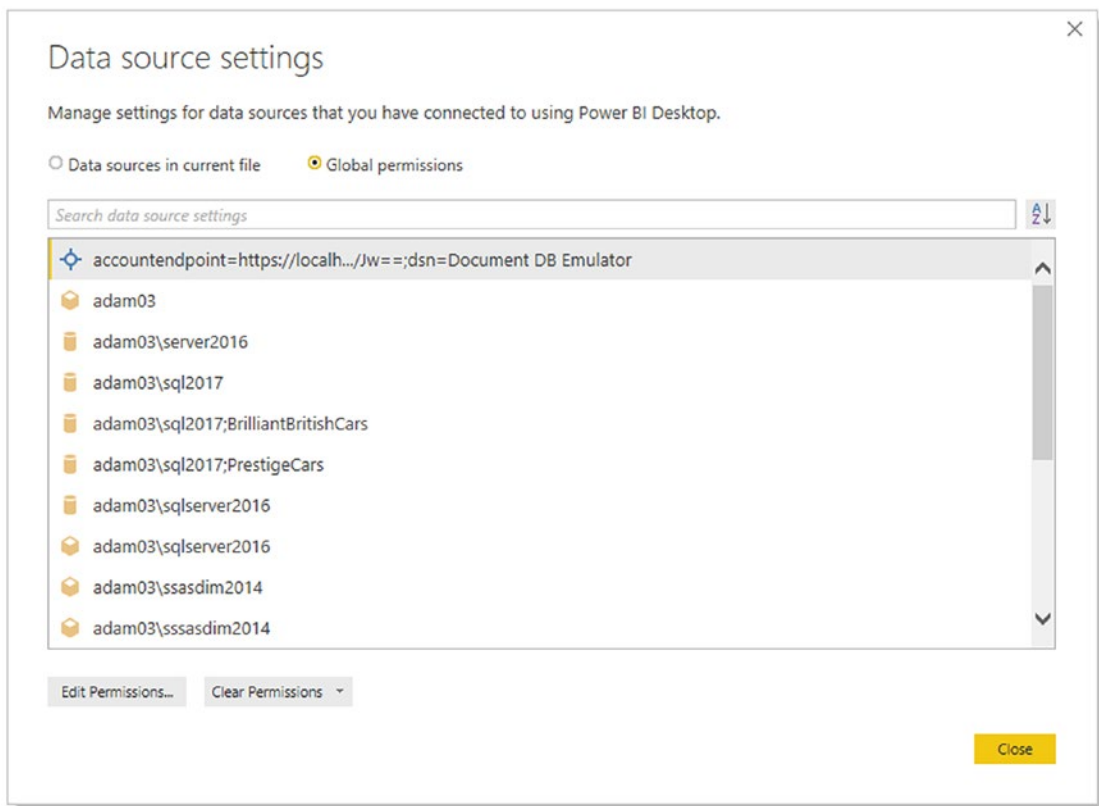 Data source settings
Manage settings for data sources that you have connected to using Power BI Desktop.
Data sources in current file Global permissions
Search data source settings
accountendpoint=https://localh.../Jw==;dsn=Document DB Emulator
adam03
adam03\server2016
adam03\sql2017
adam03\sql2017;BrilliantBritishCars
adam03\sql2017;PrestigeCars
adam03\sqlserver2016
adam03\sqlserver2016
adam03\ssasdim2014
adam03\sssasdim2014
Edit Permissions... Clear Permissions
Close